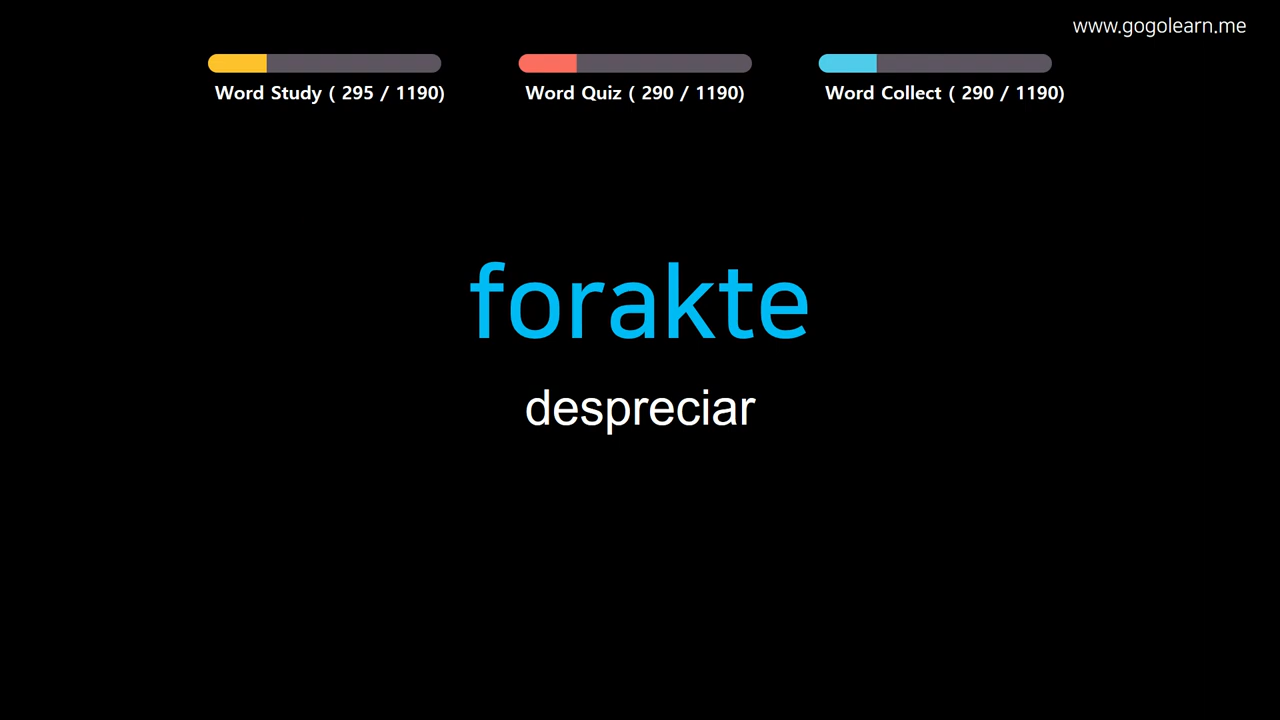 www.gogolearn.me
Word Study ( 295 / 1190)
Word Quiz ( 290 / 1190)
Word Collect ( 290 / 1190)
forakte
despreciar